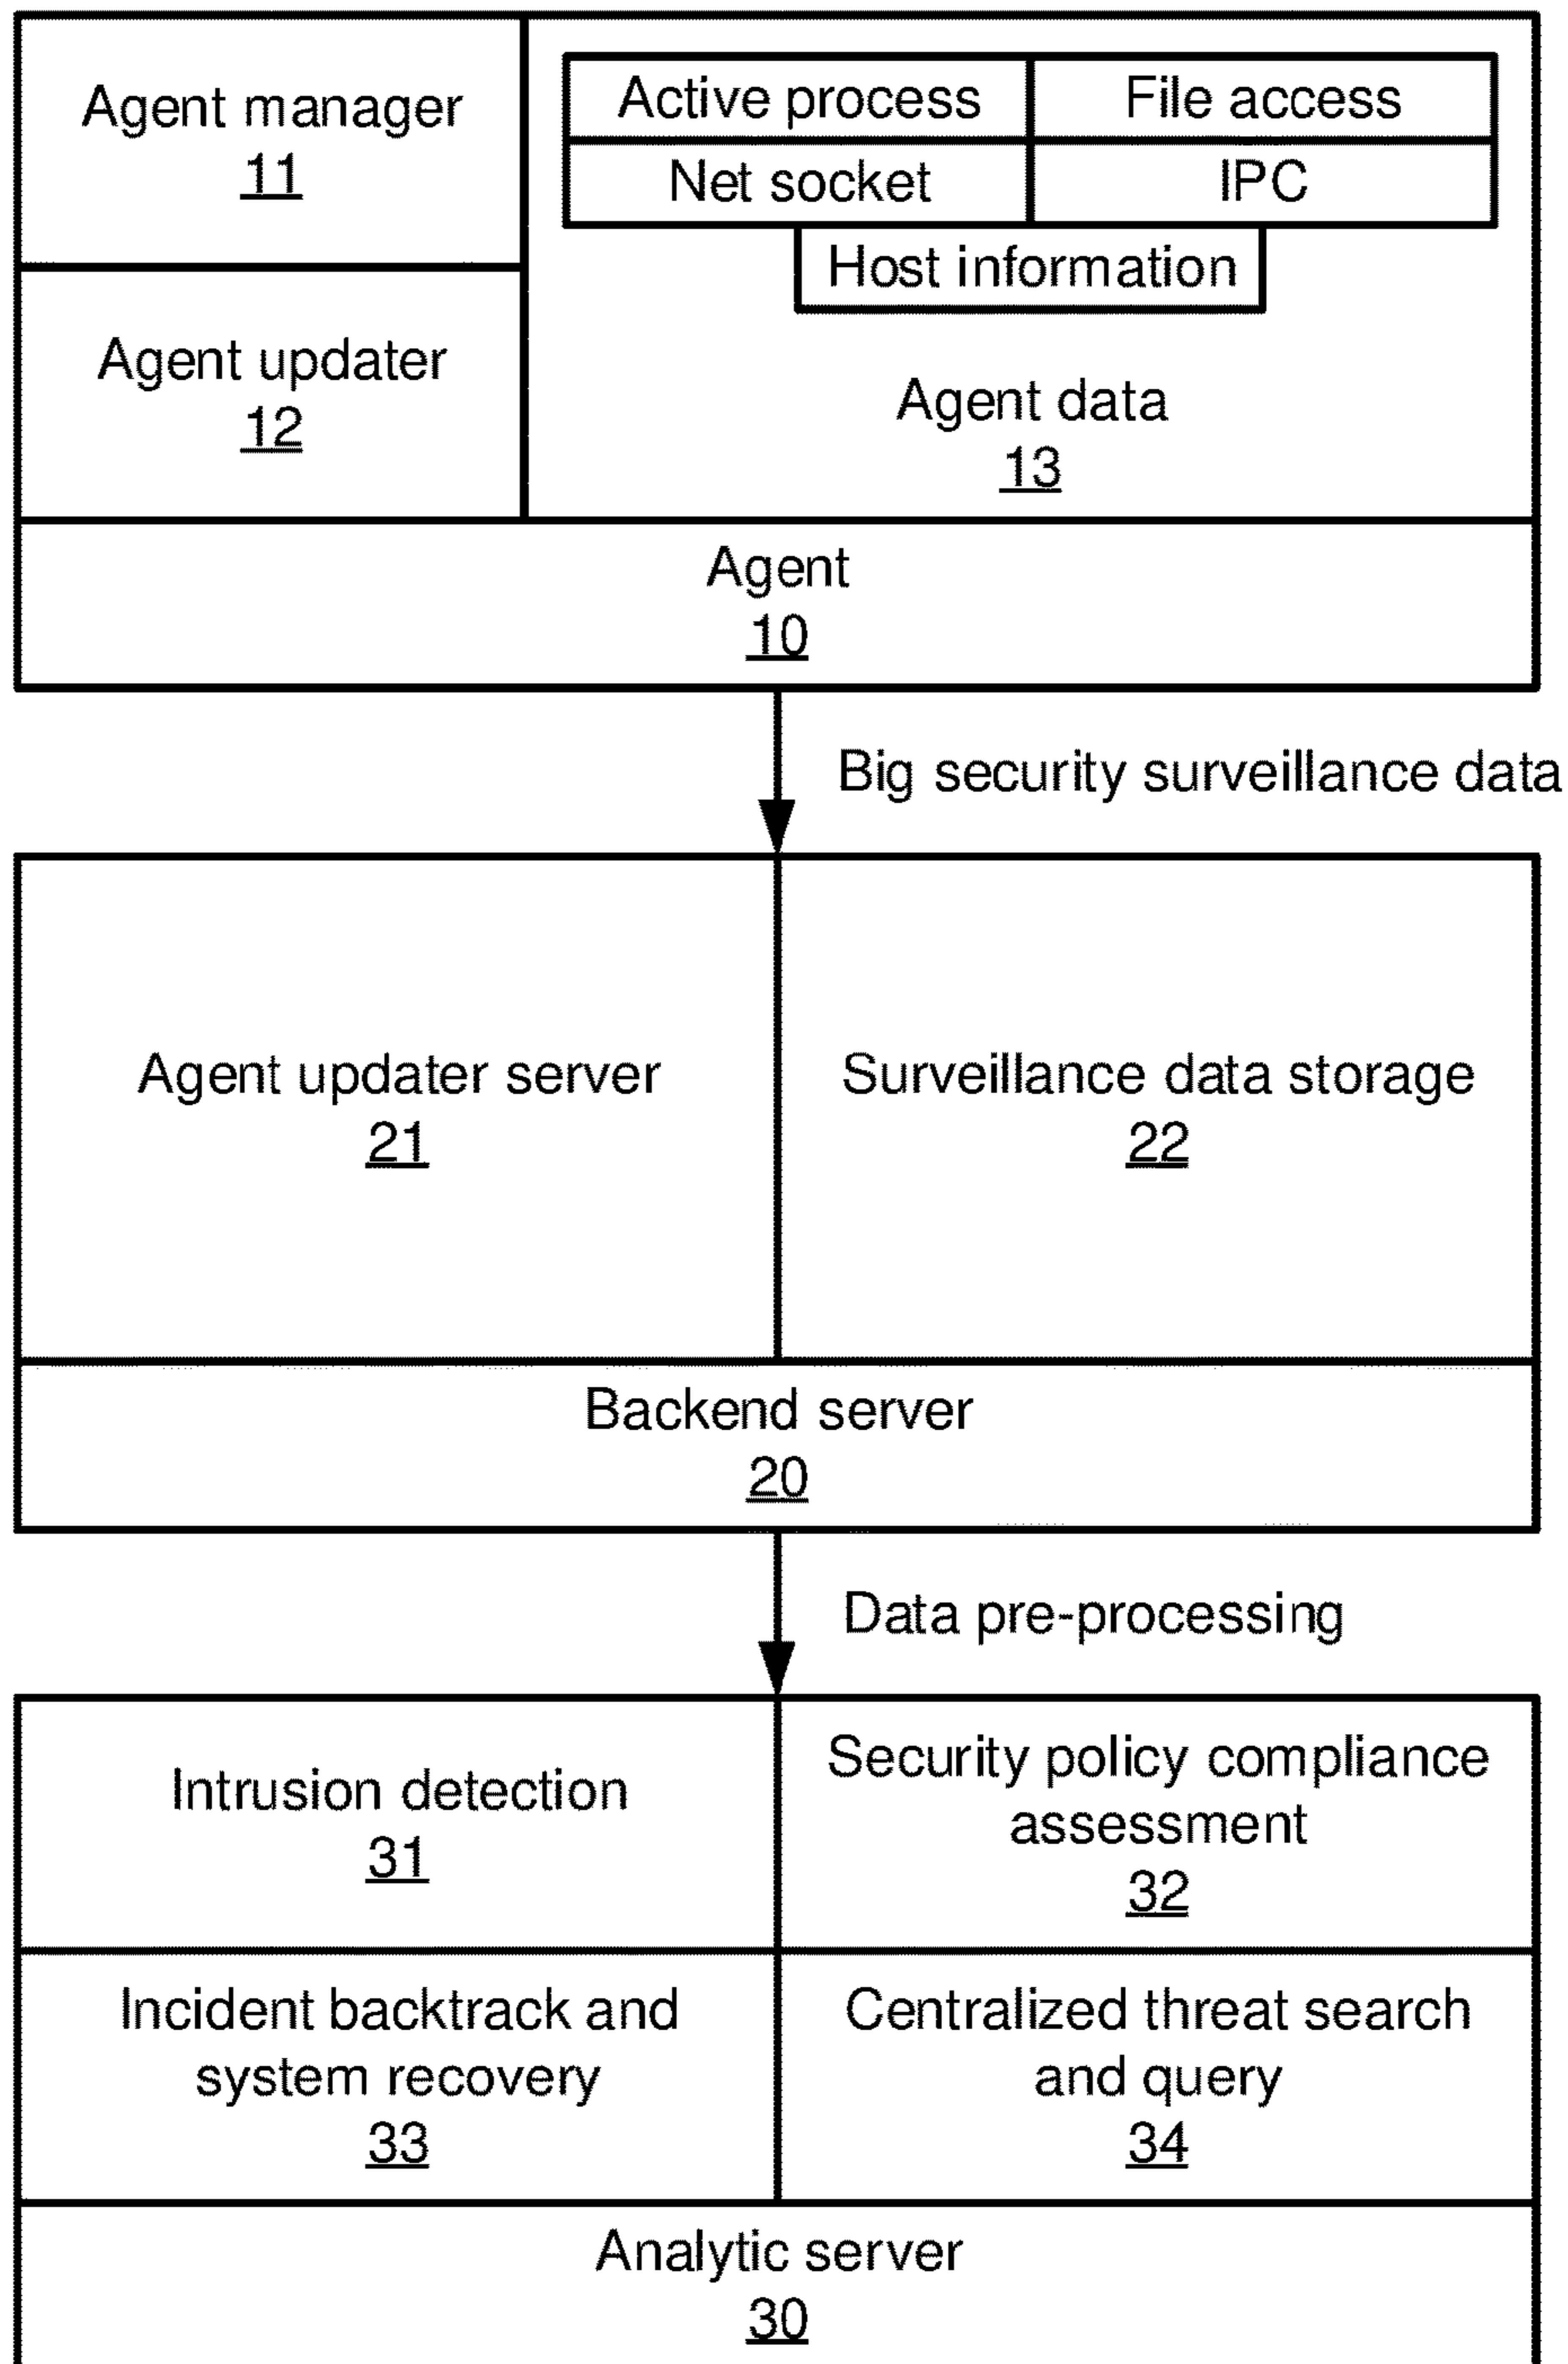 Agent manager
11
Agent updater
12
Active process
File access
Net socket
IPC
Host information
Agent data
13
Agent
10
Big security surveillance data
Agent updater server
21
Surveillance data storage
22
Backend server
20
Data pre-processing
Intrusion detection
31
Security policy compliance
assessment
32
Incident backtrack and
system recovery
33
Centralized threat search
and query
34
Analytic server
30